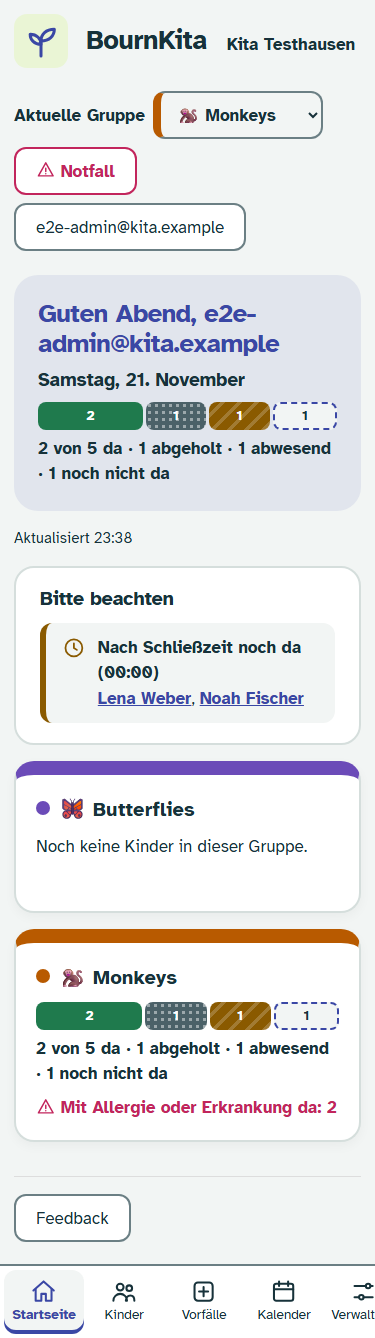 BournKita
Kita Testhausen
Aktuelle Gruppe
Monkeys
Notfall
e2e-admin@kita.example
Guten Abend, e2e-
admin@kita.example
Samstag, 21. November
2 1 1 1
2 von 5 da · 1 abgeholt · 1 abwesend
· 1 noch nicht da
Aktualisiert 23:38
Bitte beachten
Nach Schließzeit noch da
(00:00)
Lena Weber, Noah Fischer
Butterflies
Noch keine Kinder in dieser Gruppe.
Monkeys
2 1 1 1
2 von 5 da · 1 abgeholt · 1 abwesend
· 1 noch nicht da
Mit Allergie oder Erkrankung da: 2
Feedback
Startseite Kinder Vorfälle Kalender Verwalt